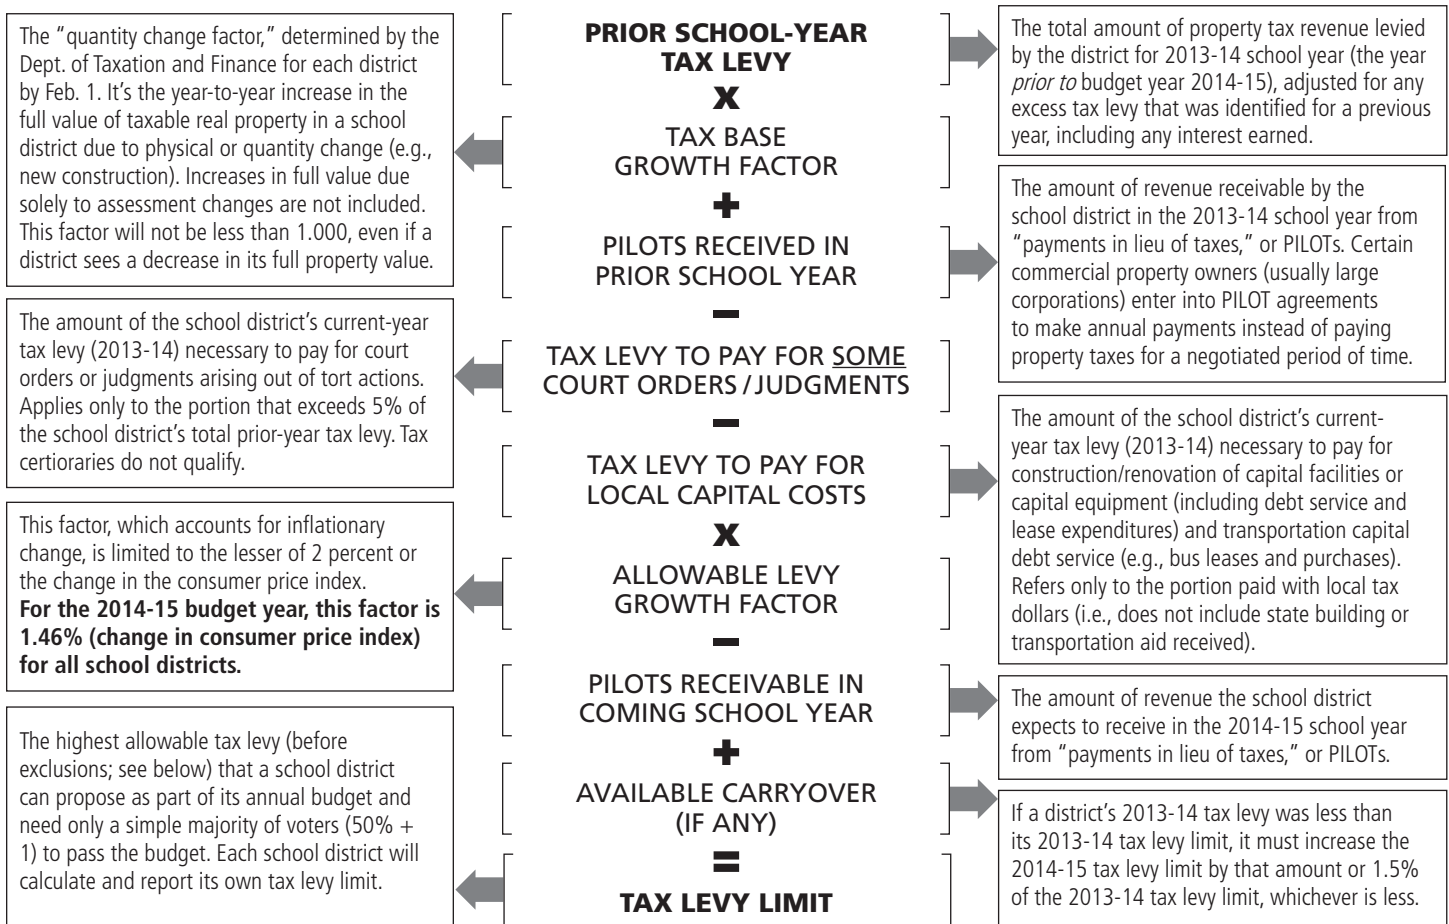 The “quantity change factor,” determined by the
Dept. of Taxation and Finance for each district
by Feb. 1. It’s the year-to-year increase in the
full value of taxable real property in a school
district due to physical or quantity change (e.g.,
new construction). Increases in full value due
solely to assessment changes are not included.
This factor will not be less than 1.000, even if a
district sees a decrease in its full property value.
The amount of the school district’s current-year
tax levy (2013-14) necessary to pay for court
orders or judgments arising out of tort actions.
Applies only to the portion that exceeds 5% of
the school district’s total prior-year tax levy. Tax
certioraries do not qualify.
This factor, which accounts for inflationary
change, is limited to the lesser of 2 percent or
the change in the consumer price index.
For the 2014-15 budget year, this factor is
1.46% (change in consumer price index)
for all school districts.
The highest allowable tax levy (before
exclusions; see below) that a school district
can propose as part of its annual budget and
need only a simple majority of voters (50% +
1) to pass the budget. Each school district will
calculate and report its own tax levy limit.
PRIOR SCHOOL-YEAR
TAX LEVY
x
TAX BASE
GROWTH FACTOR
+
PILOTS RECEIVED IN
PRIOR SCHOOL YEAR
–
TAX LEVY TO PAY FOR SOME
COURT ORDERS/JUDGMENTS
–
TAX LEVY TO PAY FOR
LOCAL CAPITAL COSTS
x
ALLOWABLE LEVY
GROWTH FACTOR
–
PILOTS RECEIVABLE IN
COMING SCHOOL YEAR
+
AVAILABLE CARRYOVER
(IF ANY)
=
TAX LEVY LIMIT
The total amount of property tax revenue levied
by the district for 2013-14 school year (the year
prior to budget year 2014-15), adjusted for any
excess tax levy that was identified for a previous
year, including any interest earned.
The amount of revenue receivable by the
school district in the 2013-14 school year from
“payments in lieu of taxes,” or PILOTs. Certain
commercial property owners (usually large
corporations) enter into PILOT agreements
to make annual payments instead of paying
property taxes for a negotiated period of time.
The amount of the school district’s current-
year tax levy (2013-14) necessary to pay for
construction/renovation of capital facilities or
capital equipment (including debt service and
lease expenditures) and transportation capital
debt service (e.g., bus leases and purchases).
Refers only to the portion paid with local tax
dollars (i.e., does not include state building or
transportation aid received).
The amount of revenue the school district
expects to receive in the 2014-15 school year
from “payments in lieu of taxes,” or PILOTs.
If a district’s 2013-14 tax levy was less than
its 2013-14 tax levy limit, it must increase the
2014-15 tax levy limit by that amount or 1.5%
of the 2013-14 tax levy limit, whichever is less.